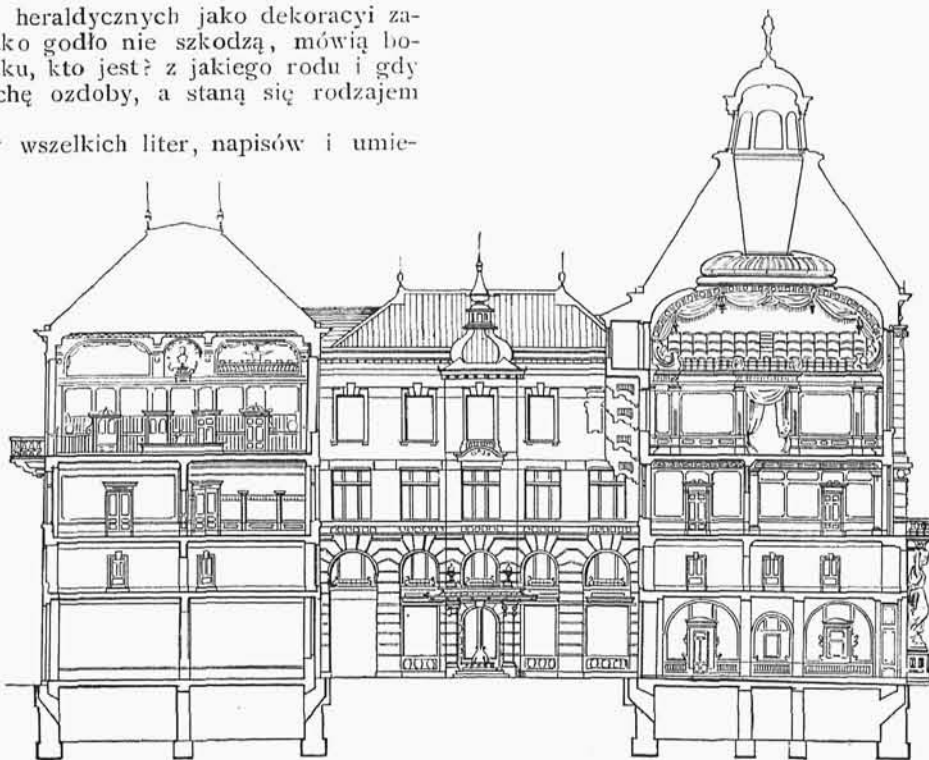 heraldycznych jako dekoracyi za-
ko godło nie szkodzą, mówią bo-
ku, kto jest? z jakiego rodu i gdy
chę ozdoby, a staną się rodzajem
wszelkich liter, napisów i umie-